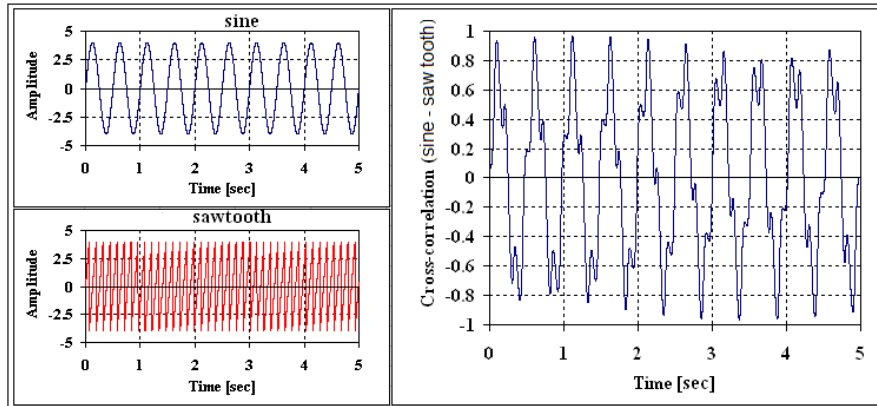 sine
Amplitude
5
2.5
0
-2.5
-5
0 1 2 3 4 5
Time [sec]
sawtooth
Amplitude
5
2.5
0
-2.5
-5
0 1 2 3 4 5
Time [sec]
Cross-correlation (sine - saw tooth)
1
0.8
0.6
0.4
0.2
0
-0.2
-0.4
-0.6
-0.8
-1
0 1 2 3 4 5
Time [sec]